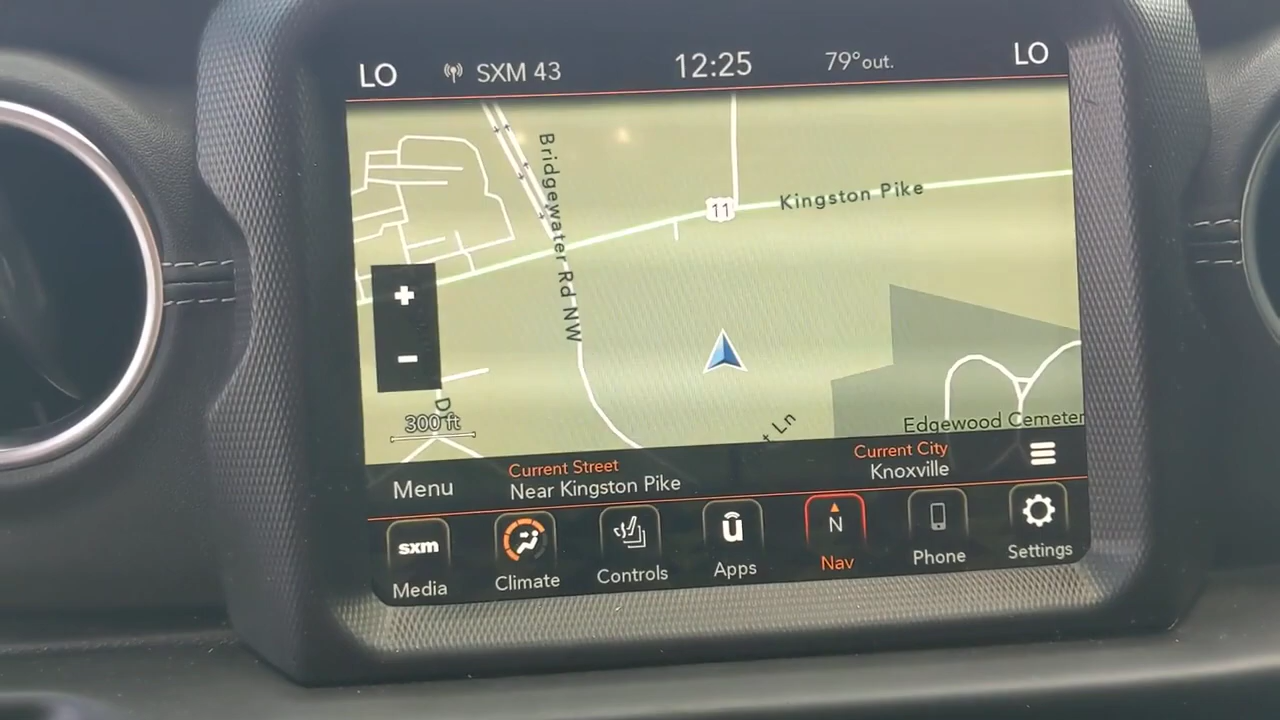 LO SXM 43 12:25 79°out. LO
Bridgewater Rd NW
11
Kingston Pike
+
-
300 ft
Ln
Edgewood Cemeter
Menu
Current Street
Near Kingston Pike
Current City
Knoxville
sxm
Media
Climate
Controls
Apps
N
Nav
Phone
Settings